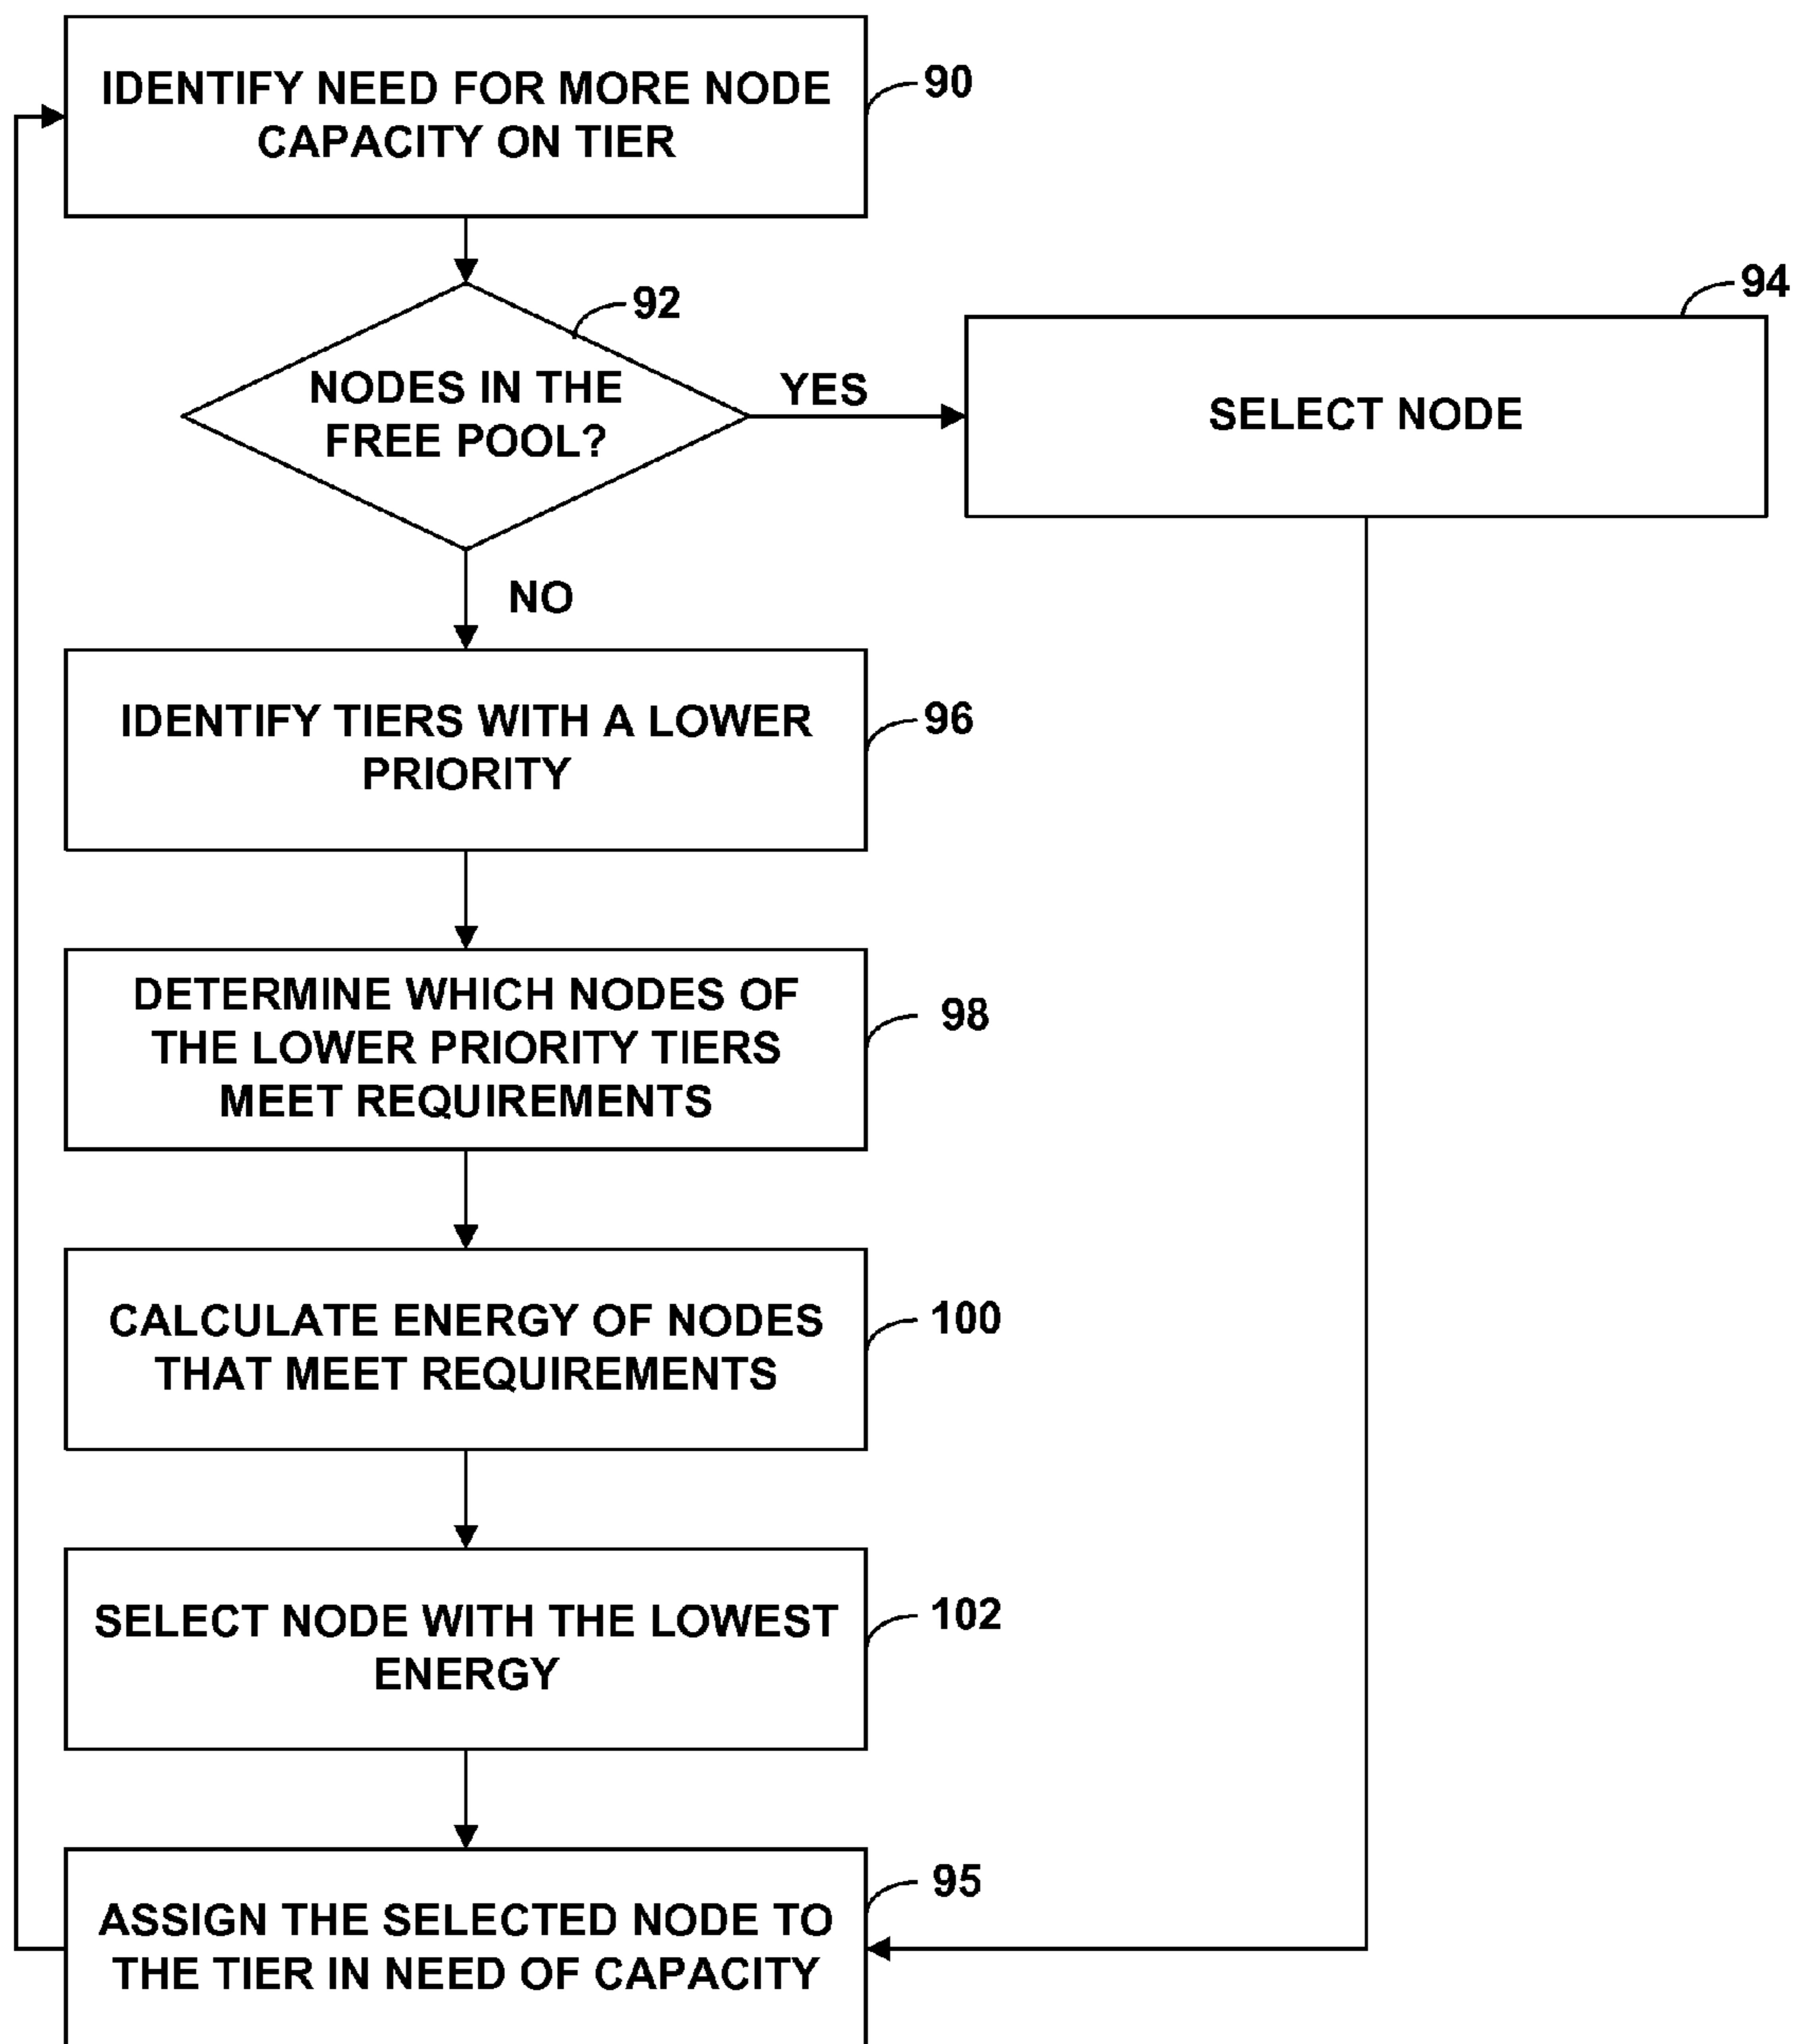 IDENTIFY NEED FOR MORE NODE
CAPACITY ON TIER
90
92
NODES IN THE
FREE POOL?
YES
94
SELECT NODE
NO
IDENTIFY TIERS WITH A LOWER
PRIORITY
96
DETERMINE WHICH NODES OF
THE LOWER PRIORITY TIERS
MEET REQUIREMENTS
98
CALCULATE ENERGY OF NODES
THAT MEET REQUIREMENTS
100
SELECT NODE WITH THE LOWEST
ENERGY
102
ASSIGN THE SELECTED NODE TO
THE TIER IN NEED OF CAPACITY
95